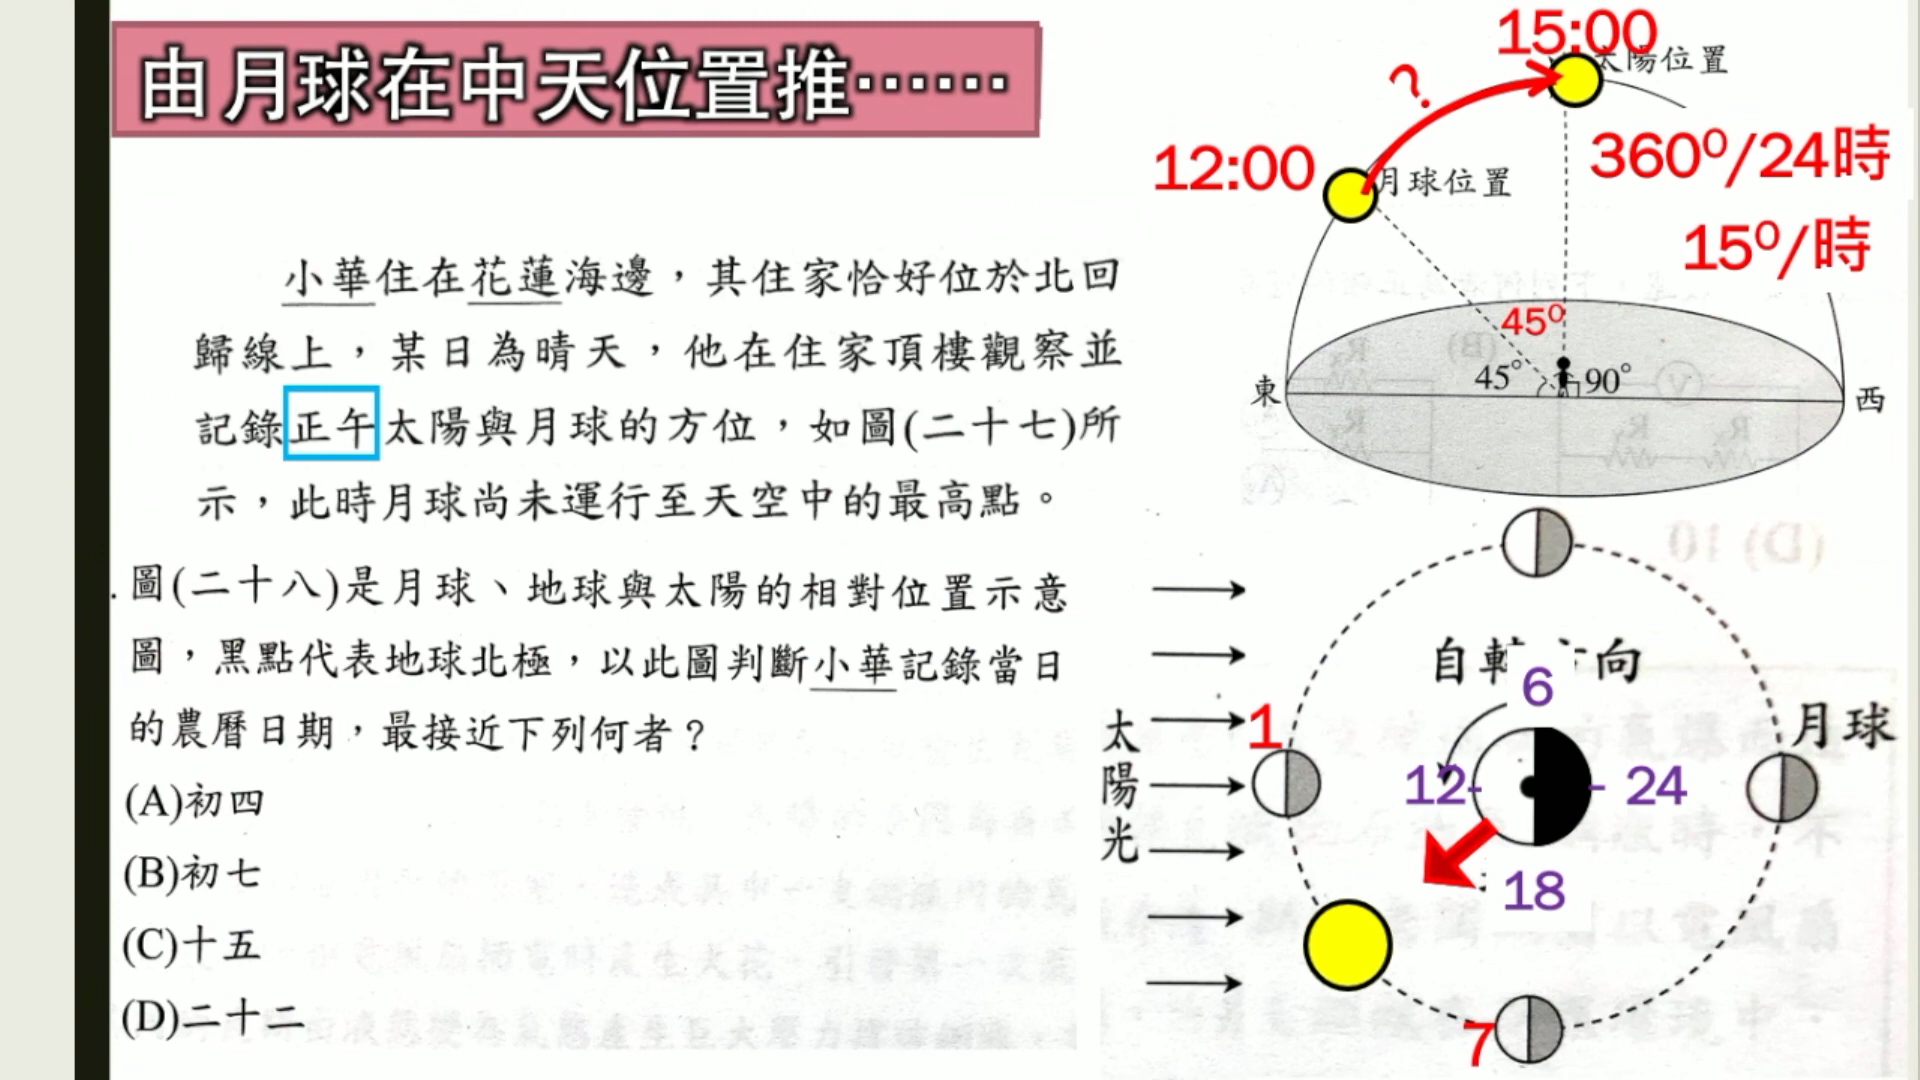 由月球在中天位置推……
小華住在花蓮海邊，其住家恰好位於北回
歸線上，某日為晴天，他在住家頂樓觀察並
記錄正午太陽與月球的方位，如圖(二十七)所
示，此時月球尚未運行至天空中的最高點。
圖(二十八)是月球、地球與太陽的相對位置示意
圖，黑點代表地球北極，以此圖判斷小華記錄當日
的農曆日期，最接近下列何者？
(A)初四
(B)初七
(C)十五
(D)二十二
15:00
太陽位置
?
12:00
月球位置
360⁰/24時
15⁰/時
45⁰
45°
90°
東
西
(D) 10
自轉方向
6
12-
- 24
18
太陽光
1
月球
7